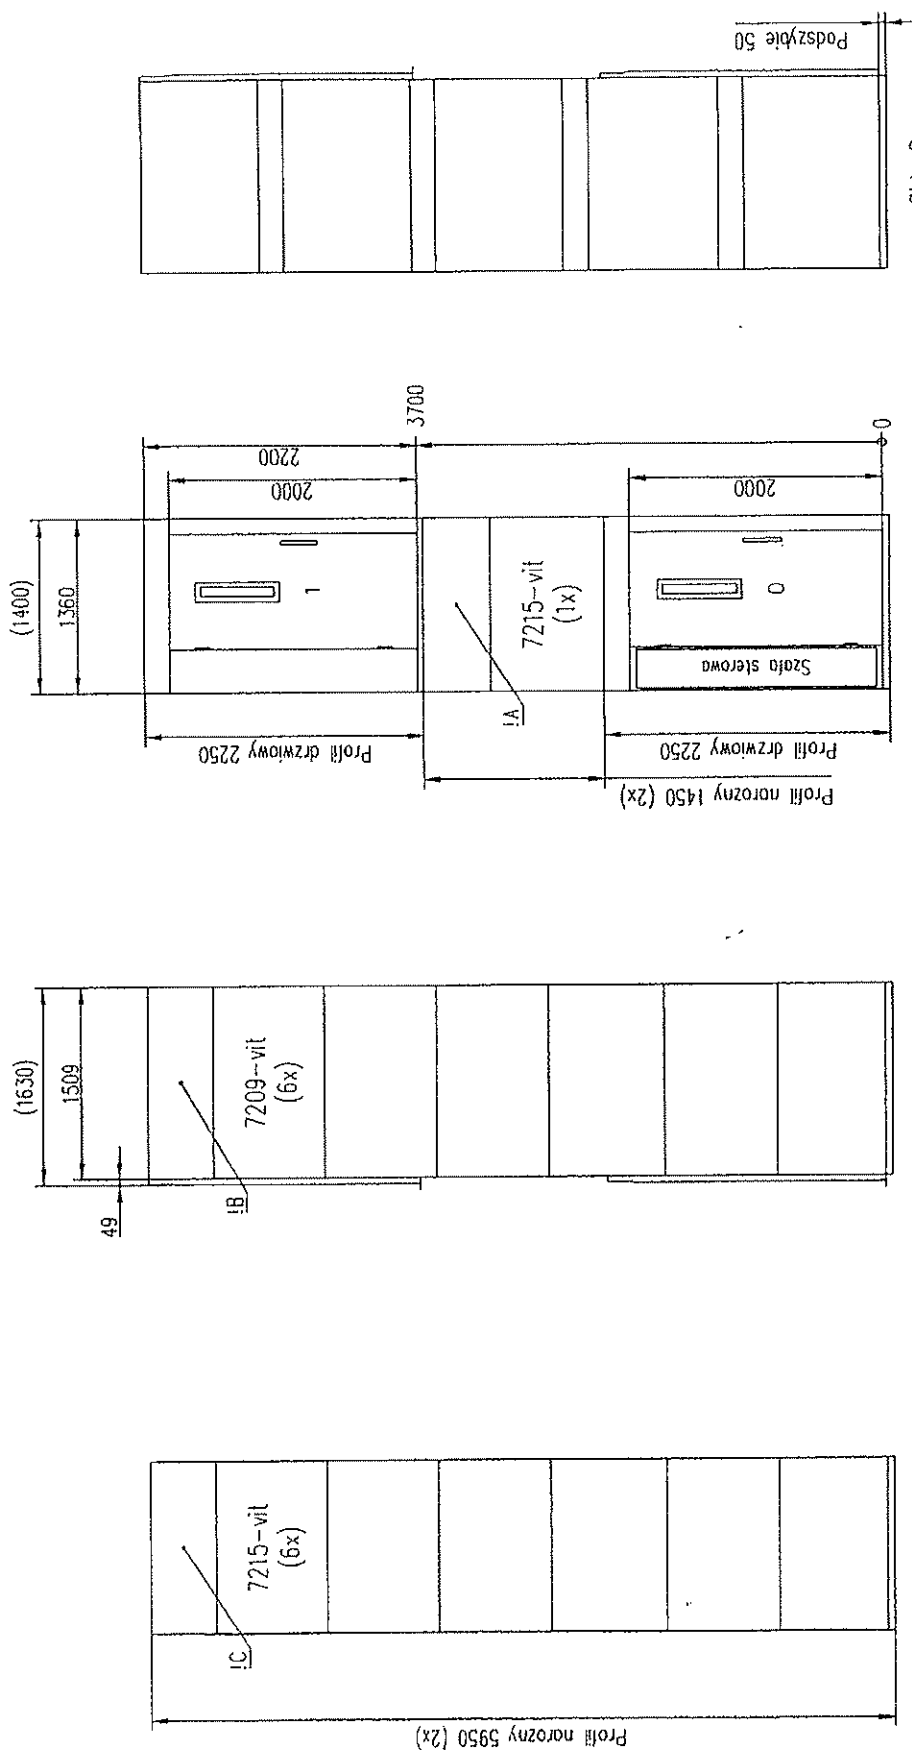 Podszybie 50
(1400)
1360
2200
2000
3700
1
7215-vit
(1x)
!A
2000
0
0
Szafa sterowa
Profil drzwiowy 2250
Profil drzwiowy 2250
Profil narozny 1450 (2x)
(1630)
1509
49
7209-vit
(6x)
!B
7215-vit
(6x)
!C
Profil narozny 5950 (2x)